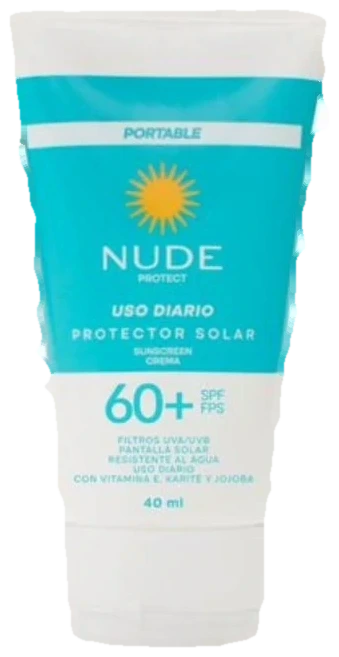 PORTABLE
NUDE
PROTECT
USO DIARIO
PROTECTOR SOLAR
SUNSCREEN
CREMA
60+ SPF
FPS
FILTROS UVA/UVB
PANTALLA SOLAR
RESISTENTE AL AGUA
USO DIARIO
CON VITAMINA E, KARITE Y JOJOBA
40 ml